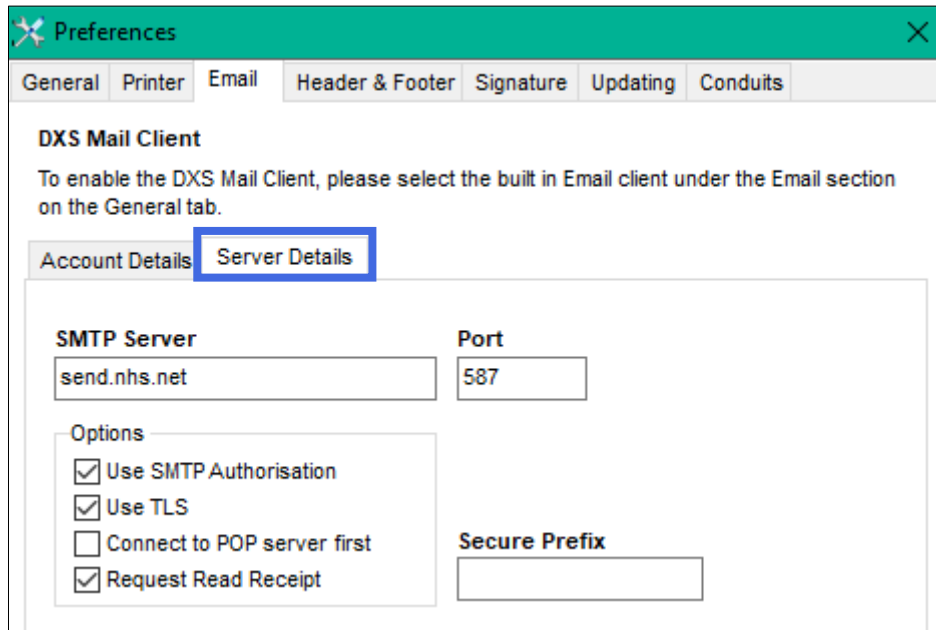 Preferences
General Printer Email Header & Footer Signature Updating Conduits
DXS Mail Client
To enable the DXS Mail Client, please select the built in Email client under the Email section
on the General tab.
Account Details Server Details
SMTP Server Port
send.nhs.net 587
Options
Use SMTP Authorisation
Use TLS
Connect to POP server first
Request Read Receipt
Secure Prefix